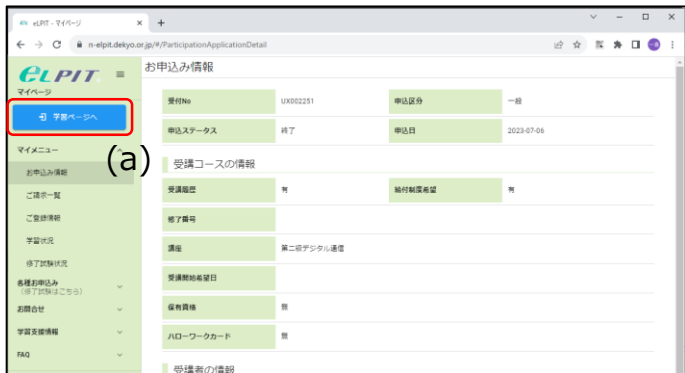 eLPIT - マイページ
n-elpit.dekyo.or.jp/#/ParticipationApplicationDetail
eLPIT
マイページ
学習ページへ
(a)
マイメニュー
お申込み情報
ご請求一覧
ご登録情報
学習状況
修了試験状況
各種お申込み
(修了試験はこちら)
お問合せ
学習支援情報
FAQ
お申込み情報
受付No UX002251 申込区分 一般
申込ステータス 終了 申込日 2023-07-06
受講コースの情報
受講履歴 有 給付制度希望 有
修了番号
講座 第二級デジタル通信
受講開始希望日
保有資格 無
ハローワークカード 無
受講者の情報